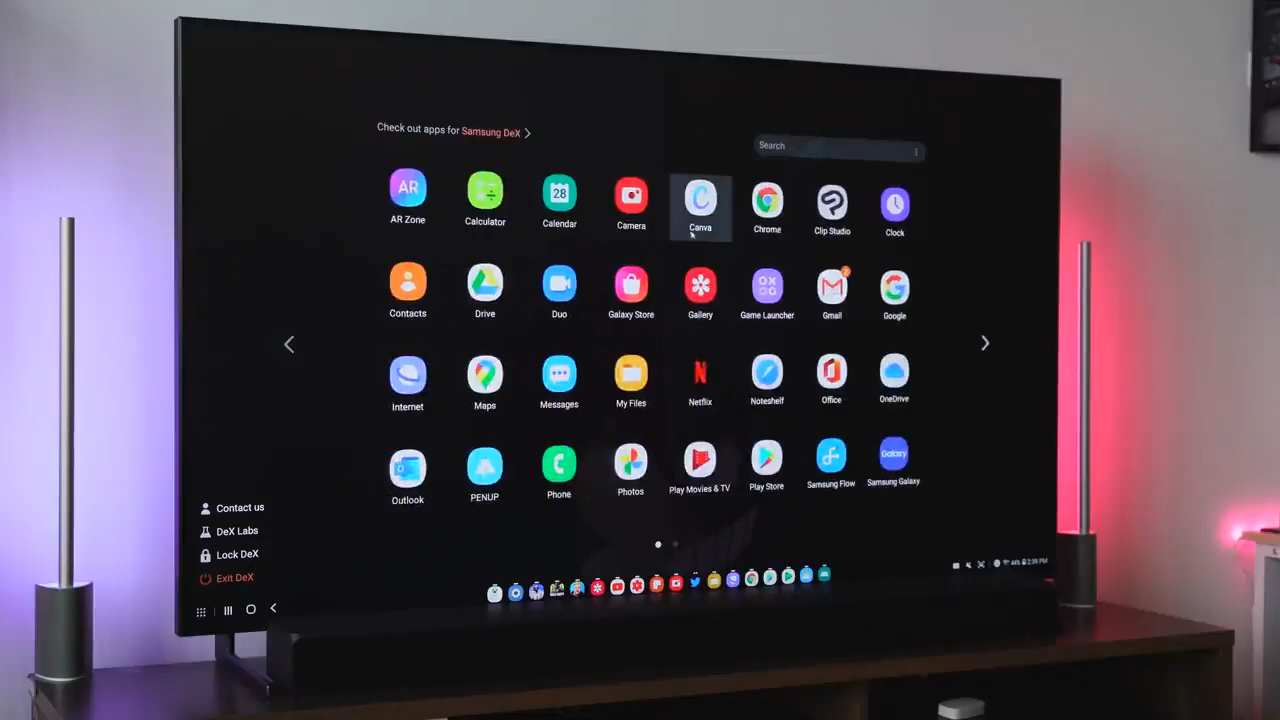 Check out apps for Samsung DeX
Search
AR
AR Zone
Calculator
28
Calendar
Camera
Canva
Chrome
Clip Studio
Clock
Contacts
Drive
Duo
Galaxy Store
Gallery
Game Launcher
2
Gmail
Google
Internet
Maps
Messages
My Files
Netflix
Noteshelf
Office
OneDrive
Outlook
PENUP
Phone
Photos
Play Movies & TV
Play Store
Samsung Flow
Galaxy
Samsung Galaxy
Contact us
DeX Labs
Lock DeX
Exit DeX